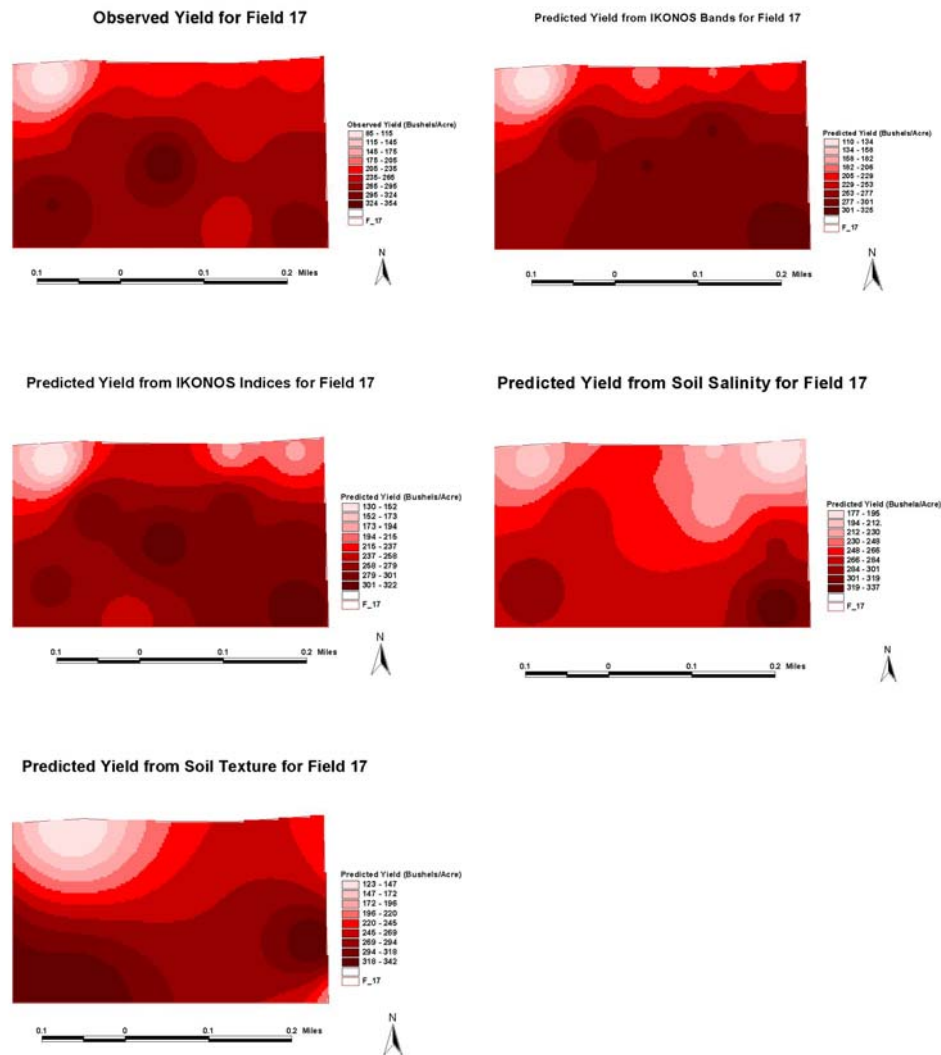 Observed Yield for Field 17
Observed Yield (Bushels/Acre)
85 - 115
115 - 145
145 - 175
175 - 205
205 - 235
235 - 265
265 - 295
295 - 324
324 - 354
F_17
N
0.1 0 0.1 0.2 Miles
Predicted Yield from IKONOS Bands for Field 17
Predicted Yield (Bushels/Acre)
110 - 134
134 - 158
158 - 182
182 - 206
205 - 229
229 - 253
253 - 277
277 - 301
301 - 325
F_17
N
0.1 0 0.1 0.2 Miles
Predicted Yield from IKONOS Indices for Field 17
Predicted Yield (Bushels/Acre)
130 - 152
152 - 173
173 - 194
194 - 215
215 - 237
237 - 258
258 - 279
279 - 301
301 - 322
F_17
N
0.1 0 0.1 0.2 Miles
Predicted Yield from Soil Salinity for Field 17
Predicted Yield (Bushels/Acre)
177 - 195
194 - 212
212 - 230
230 - 248
248 - 266
266 - 284
284 - 301
301 - 319
319 - 337
F_17
N
0.1 0 0.1 0.2 Miles
Predicted Yield from Soil Texture for Field 17
Predicted Yield (Bushels/Acre)
123 - 147
147 - 172
172 - 196
196 - 220
220 - 245
245 - 269
269 - 294
294 - 318
318 - 342
F_17
N
0.1 0 0.1 0.2 Miles